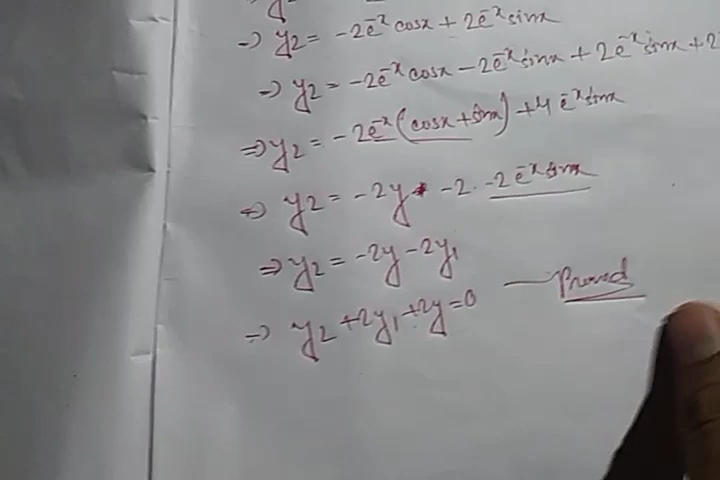 → y₂ = -2e⁻ˣ cosx + 2e⁻ˣ sinx
→ y₂ = -2e⁻ˣ cosx - 2e⁻ˣ sinx + 2e⁻ˣ sinx + 2
⇒ y₂ = -2e⁻ˣ (cosx + sinx) + 4e⁻ˣ sinx
⇒ y₂ = -2y -2. -2e⁻ˣ sinx
⇒ y₂ = -2y - 2y₁
→ y₂ + 2y₁ + 2y = 0 — Proved